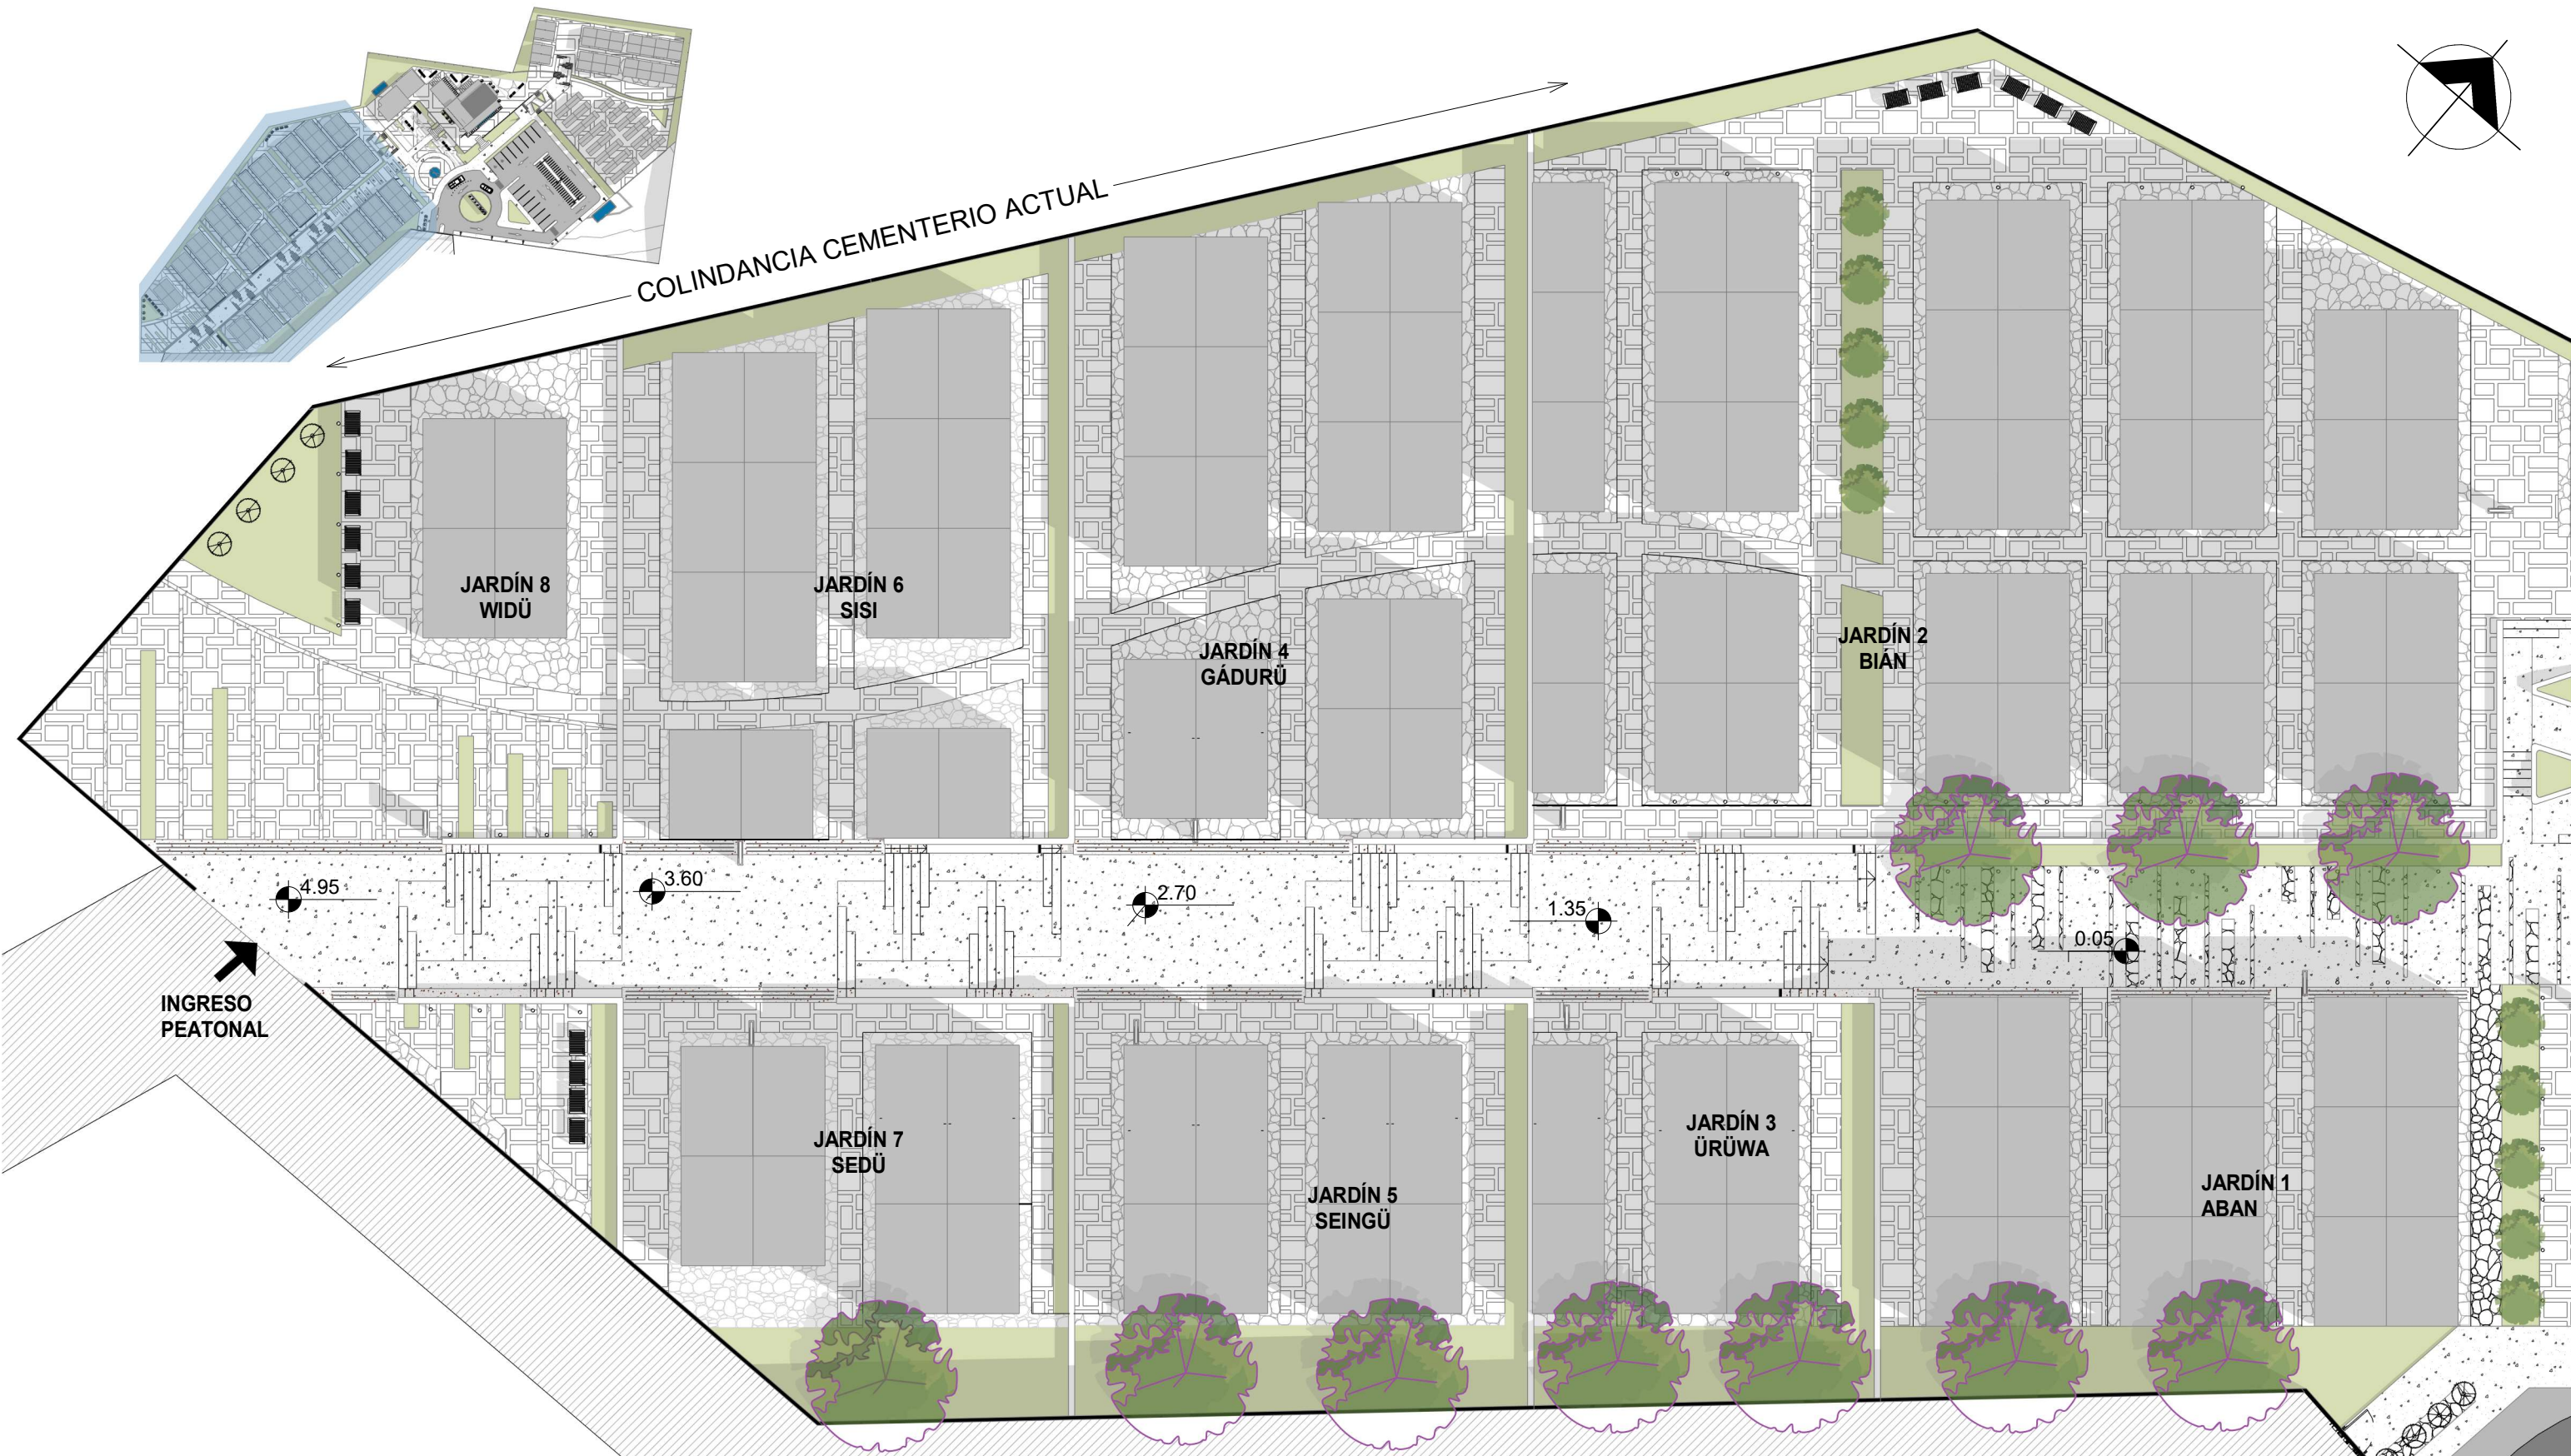 COLINDANCIA CEMENTERIO ACTUAL
JARDÍN 8
WIDÜ
JARDÍN 6
SISI
JARDÍN 4
GÁDURÜ
JARDÍN 2
BIÁN
4.95
3.60
2.70
1.35
0.05
INGRESO
PEATONAL
JARDÍN 7
SEDÜ
JARDÍN 5
SEINGÜ
JARDÍN 3
ÜRÜWA
JARDÍN 1
ABAN